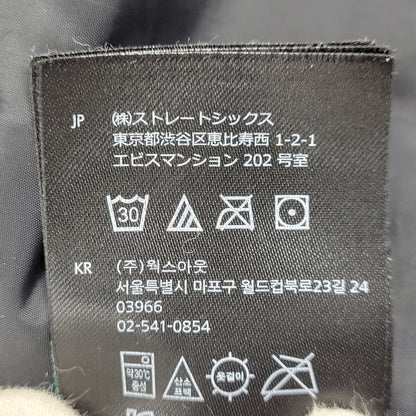 JP (株)ストレートシックス
東京都渋谷区恵比寿西 1-2-1
エビスマンション 202 号室
30
KR (주)웍스아웃
서울특별시 마포구 월드컵북로23길 24
03966
02-541-0854
약30℃ 산소 옷걸이
중성 표백